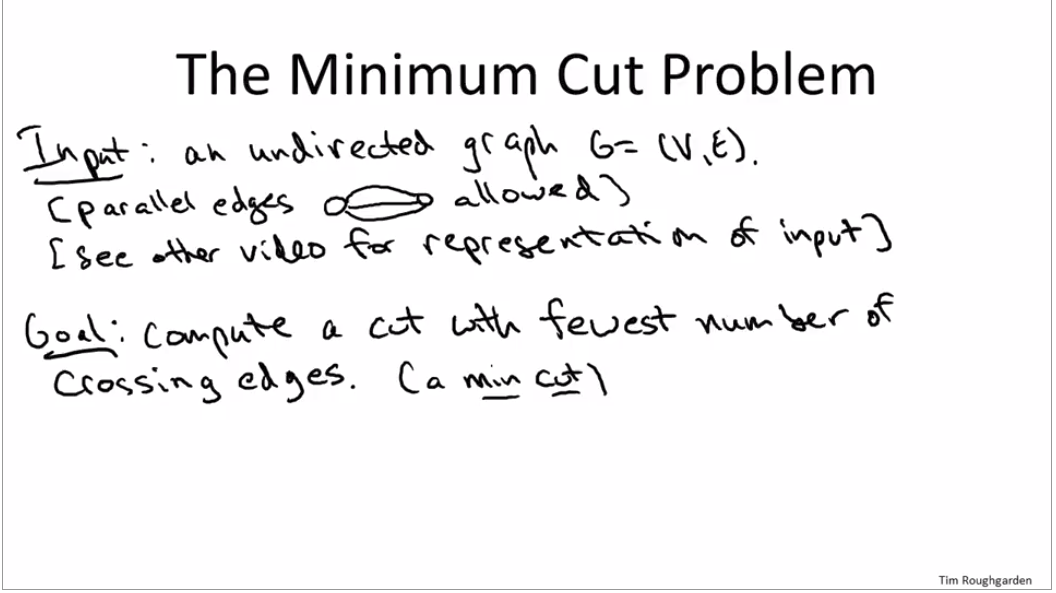 The Minimum Cut Problem
Input: an undirected graph G= (V,E).
[parallel edges allowed]
[see other video for representation of input]
Goal: compute a cut with fewest number of
crossing edges. (a min cut)
Tim Roughgarden